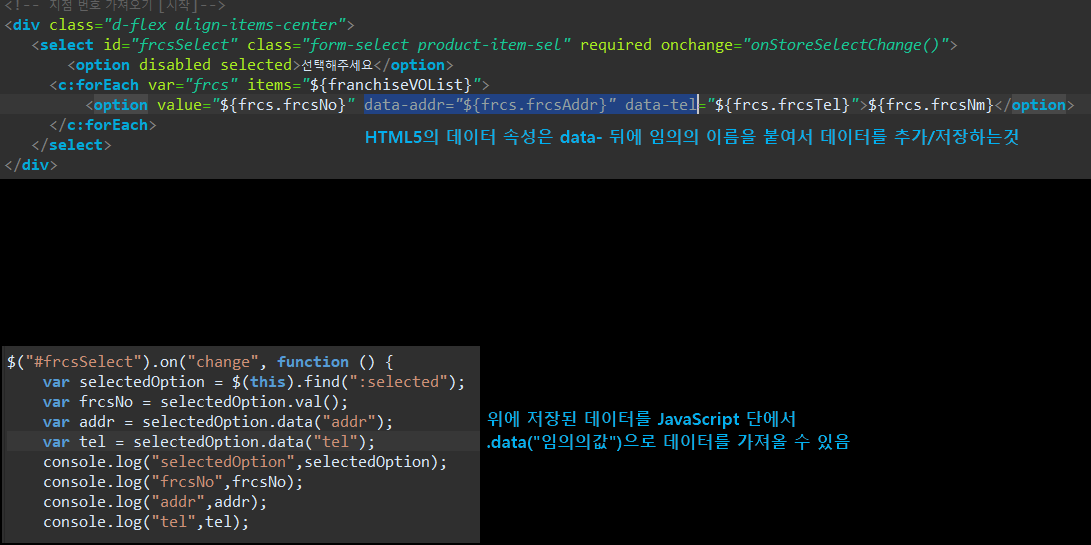 <!-- 지점 번호 가져오기 [시작]-->
<div class="d-flex align-items-center">
<select id="frcsSelect" class="form-select product-item-sel" required onchange="onStoreSelectChange()">
<option disabled selected>선택해주세요</option>
<c:forEach var="frcs" items="${franchiseVOList}">
<option value="${frcs.frcsNo}" data-addr="${frcs.frcsAddr}" data-tel="${frcs.frcsTel}">${frcs.frcsNm}</option>
</c:forEach>
HTML5의 데이터 속성은 data- 뒤에 임의의 이름을 붙여서 데이터를 추가/저장하는것
</select>
</div>
$("#frcsSelect").on("change", function () {
var selectedOption = $(this).find(":selected");
var frcsNo = selectedOption.val();
var addr = selectedOption.data("addr");
var tel = selectedOption.data("tel");
console.log("selectedOption",selectedOption);
console.log("frcsNo",frcsNo);
console.log("addr",addr);
console.log("tel",tel);
위에 저장된 데이터를 JavaScript 단에서
.data("임의의값")으로 데이터를 가져올 수 있음